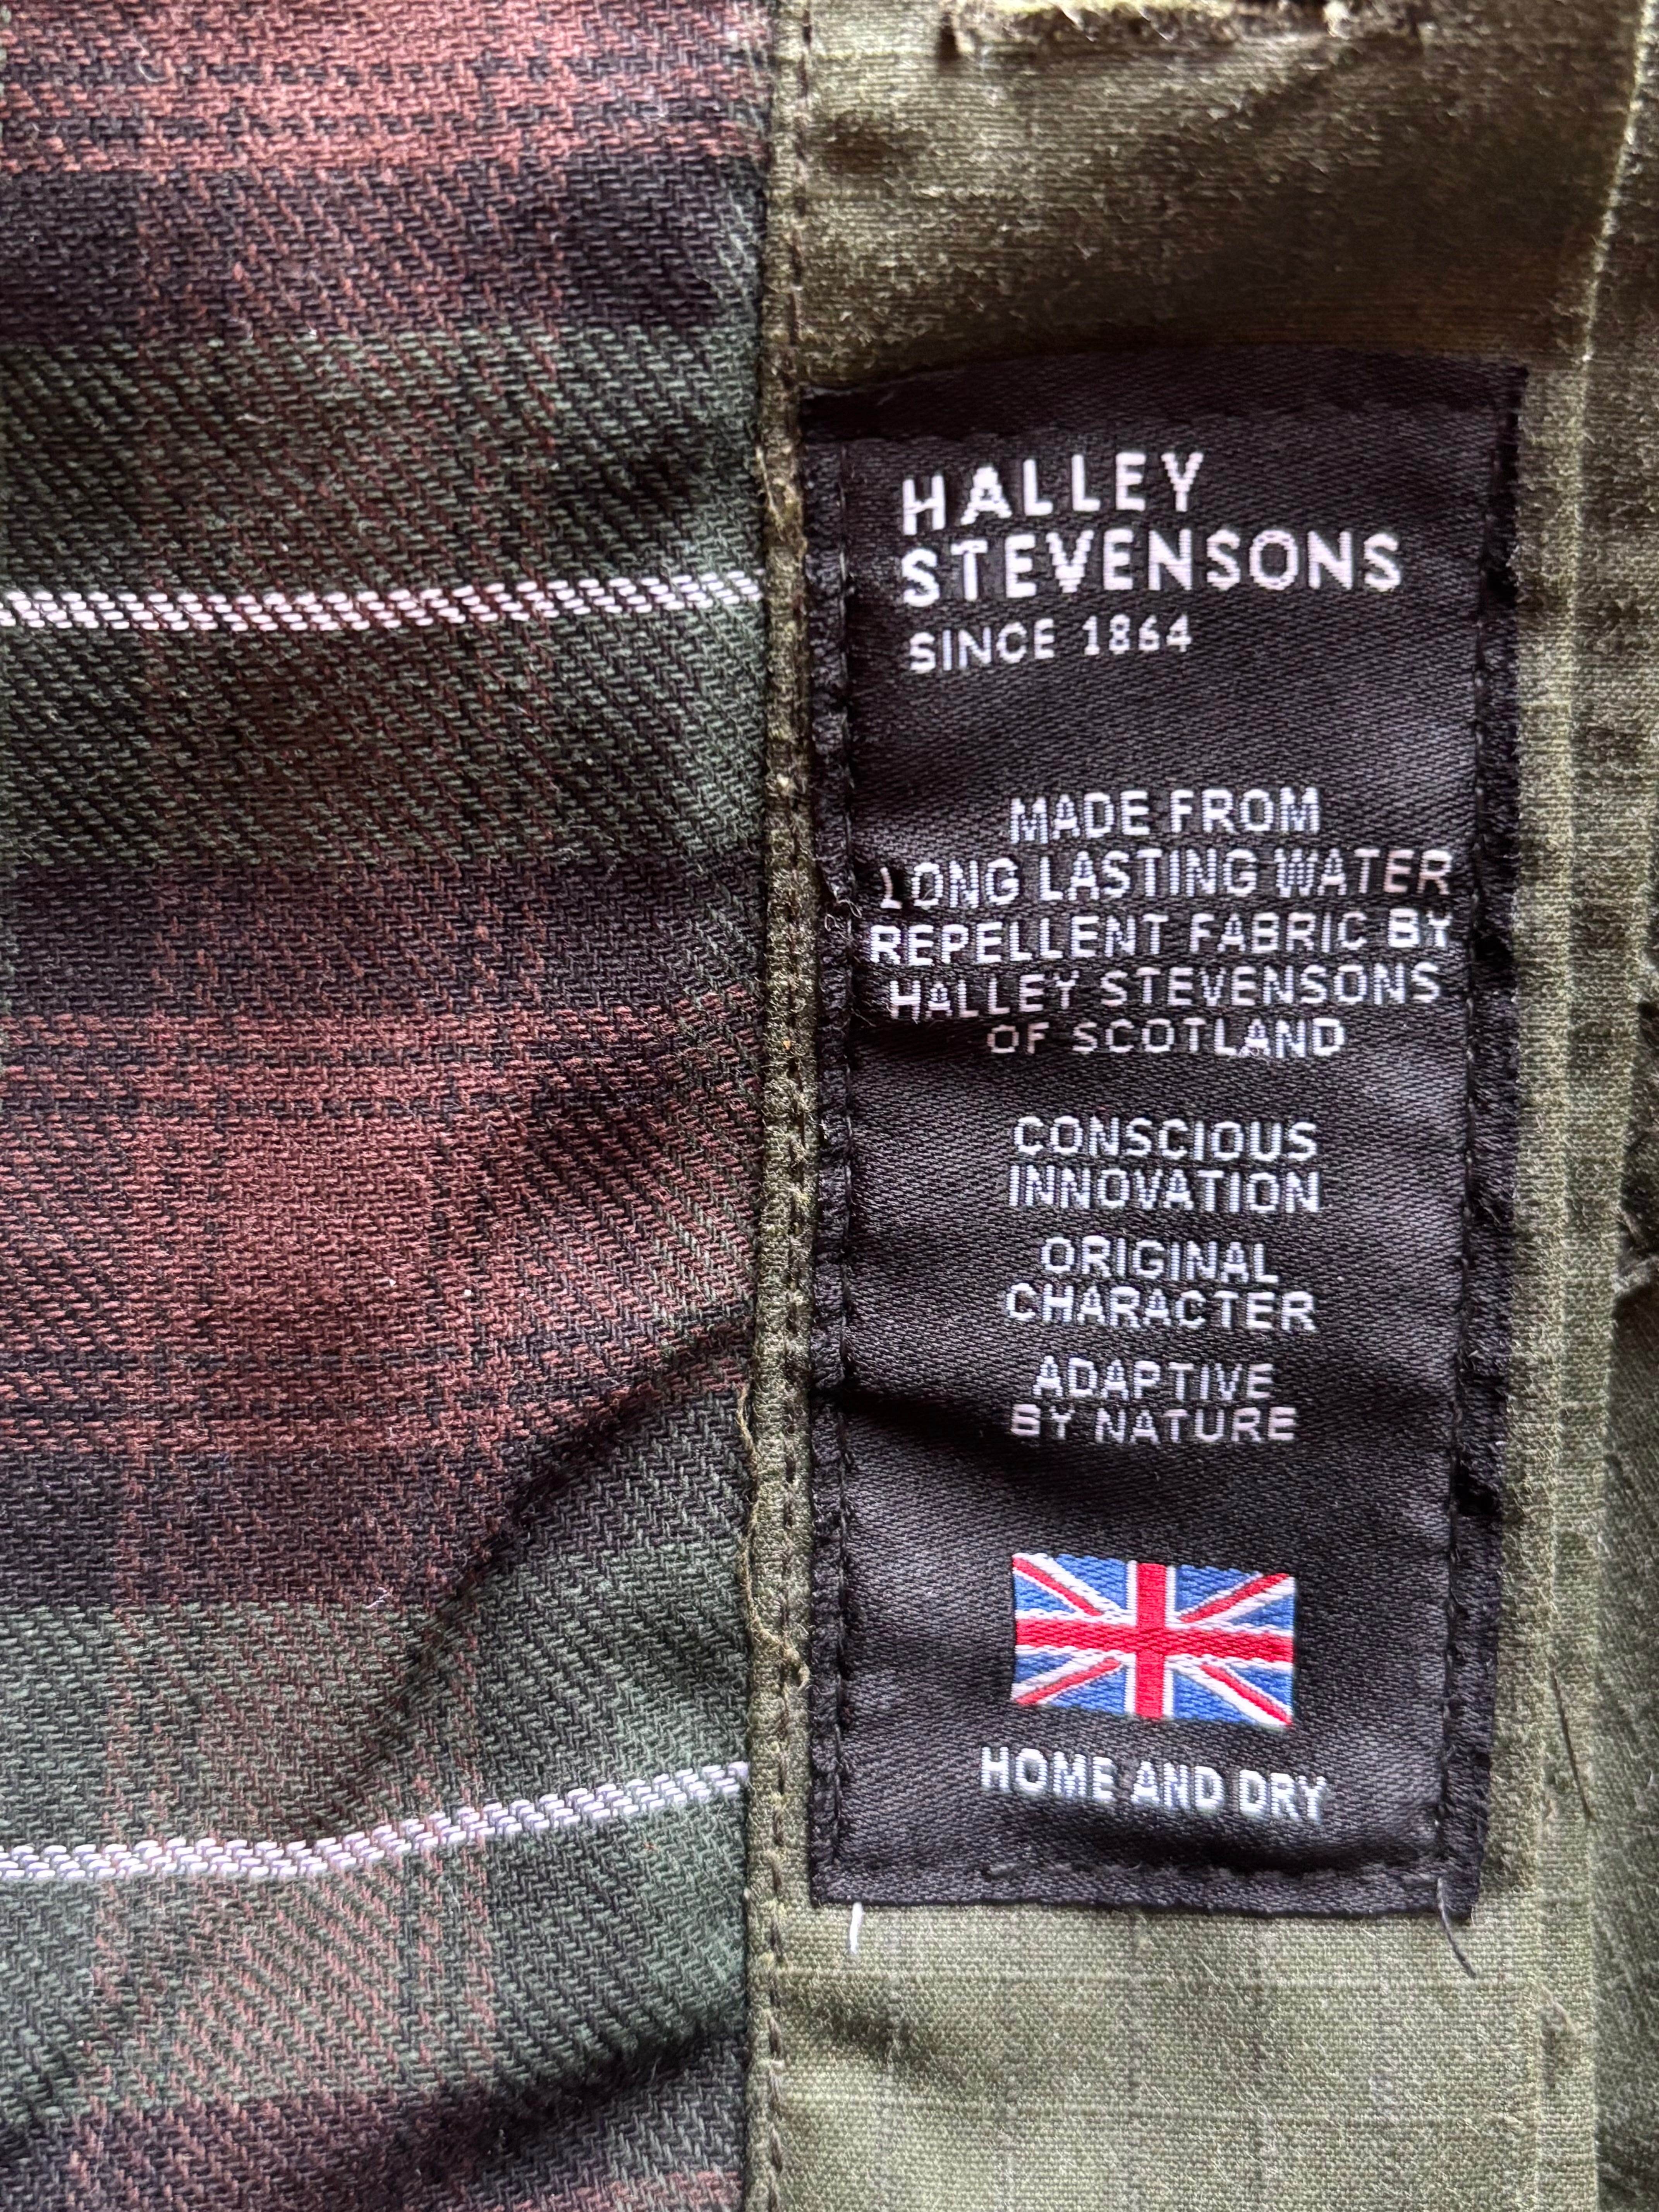 HALLEY
STEVENSONS
SINCE 1864
MADE FROM
LONG LASTING WATER
REPELLENT FABRIC BY
HALLEY STEVENSONS
OF SCOTLAND
CONSCIOUS
INNOVATION
ORIGINAL
CHARACTER
ADAPTIVE
BY NATURE
HOME AND DRY